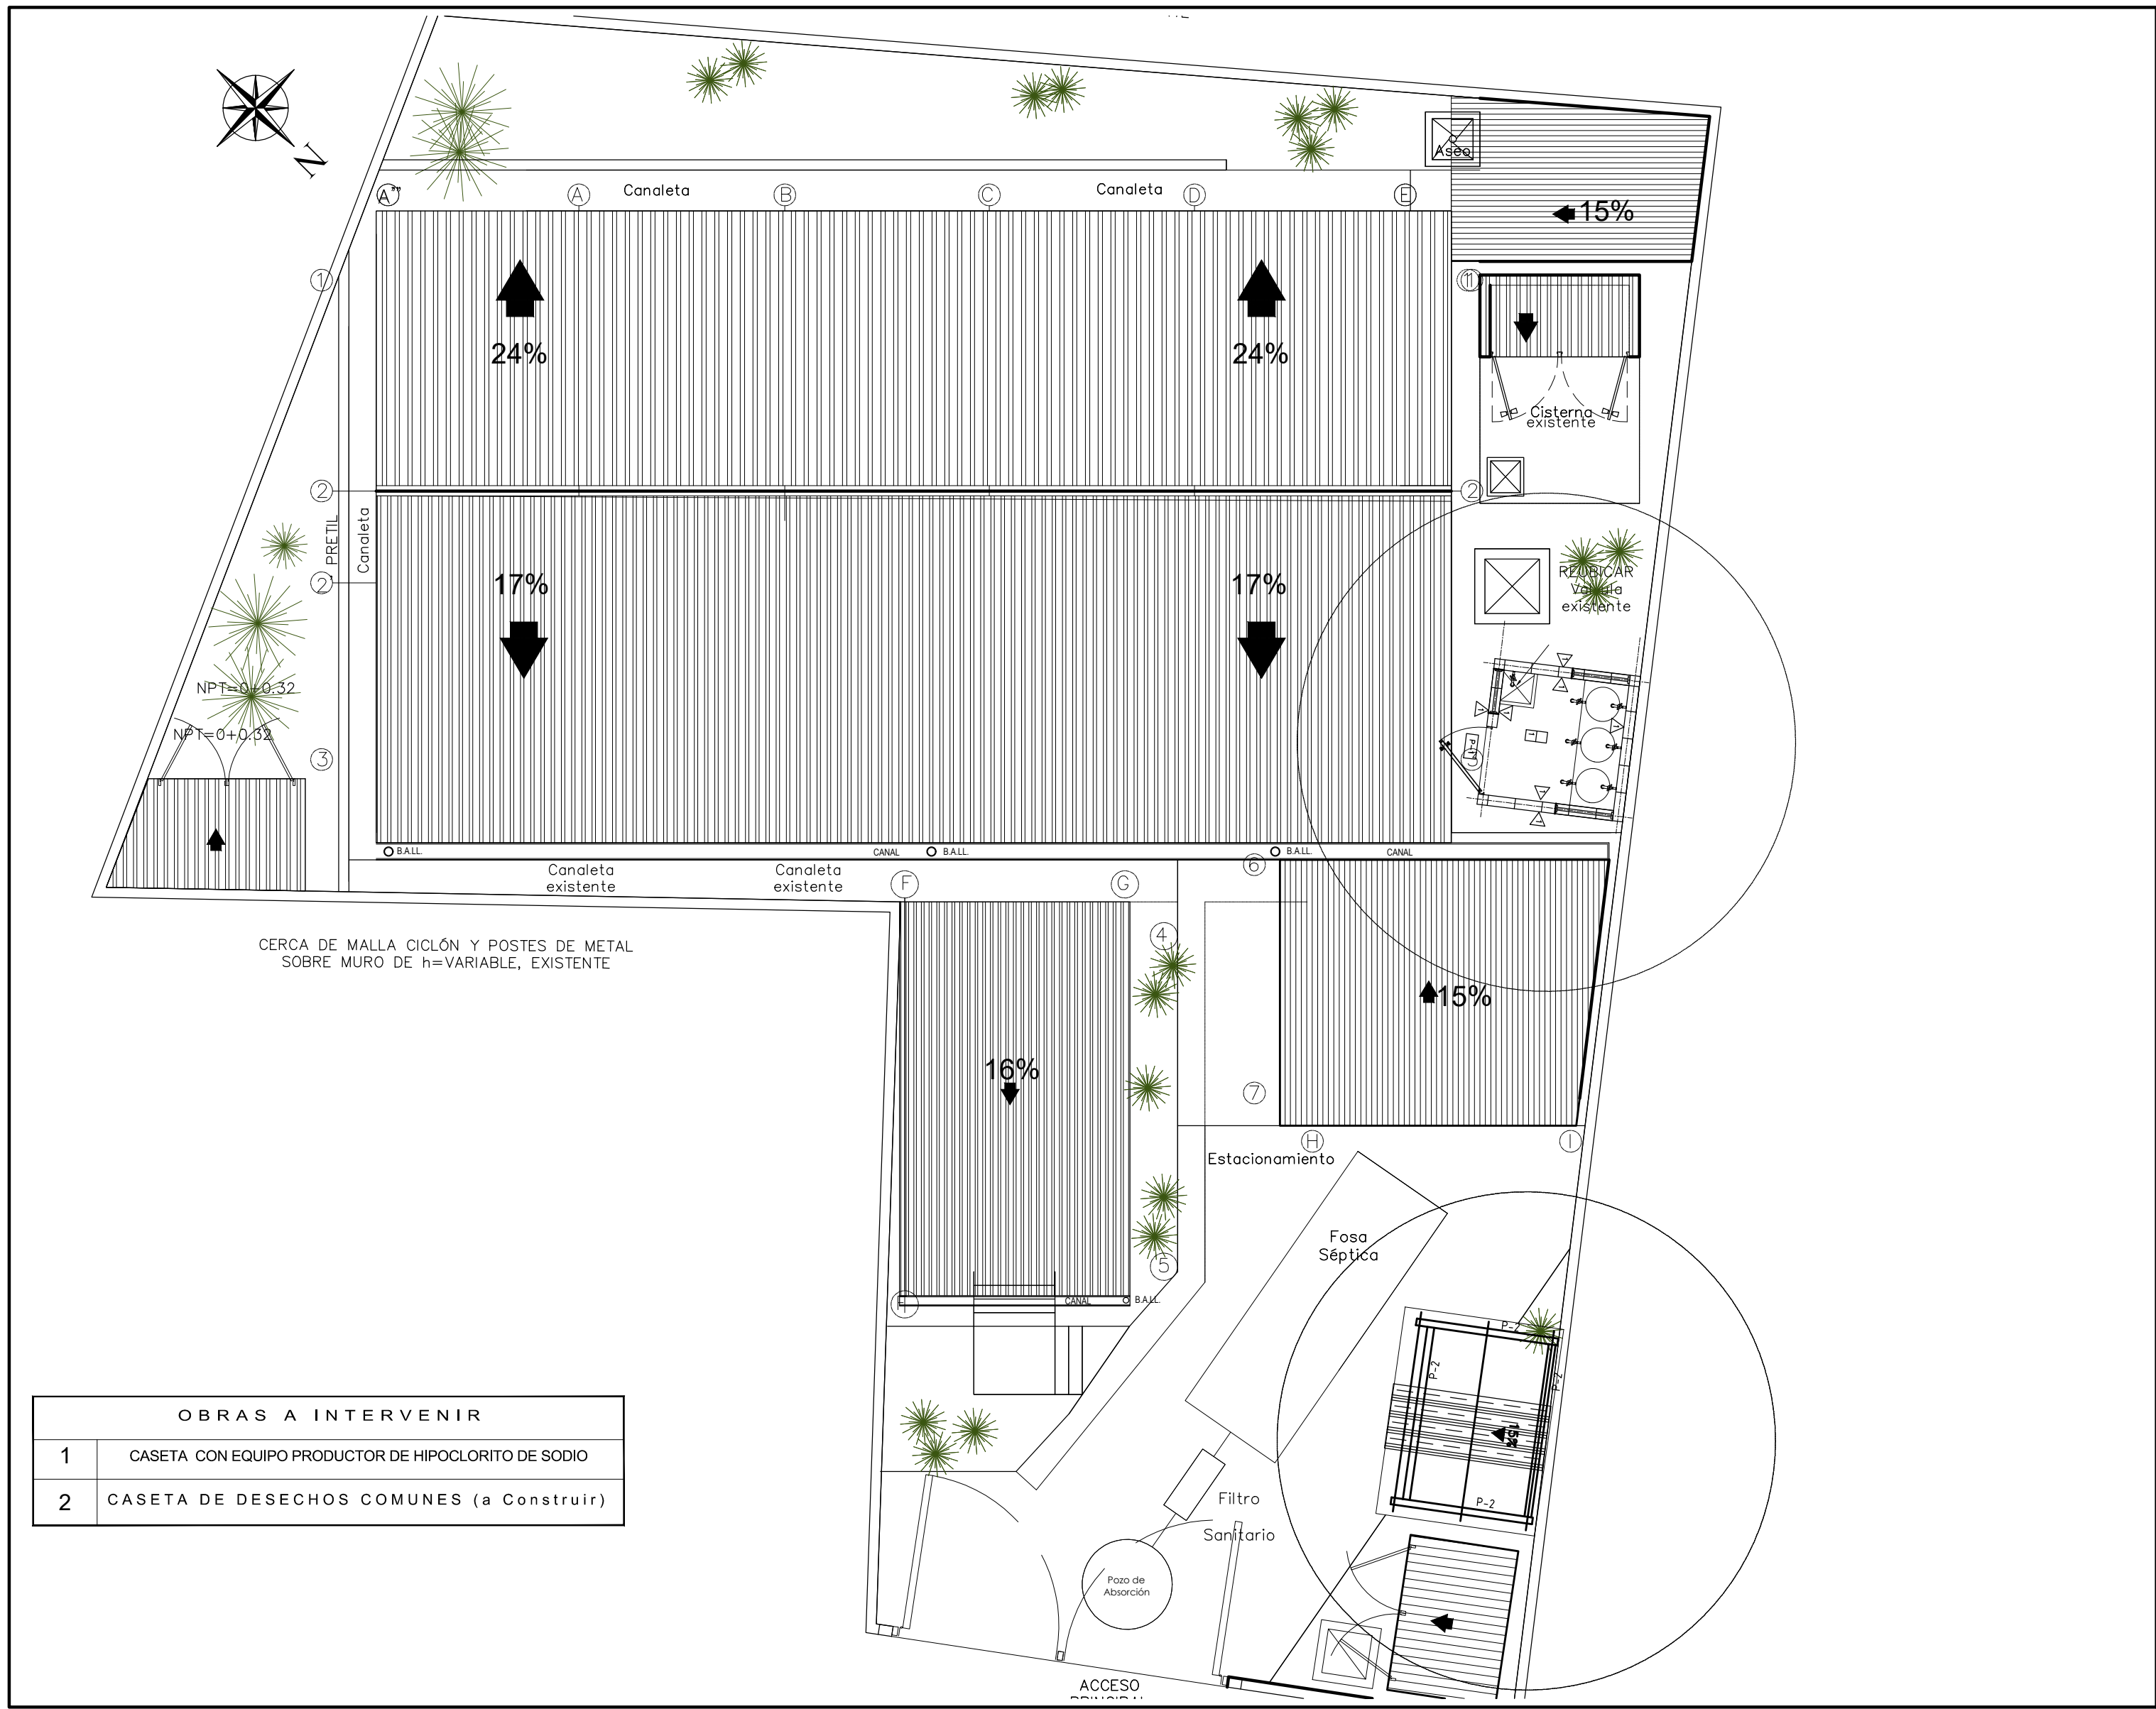 N
Aseo
A""
A
Canaleta
B
C
Canaleta
D
E
15%
1
11
24%
24%
Cisterna
existente
2
2
PRETIL
Canaleta
2'
17%
17%
REUBICAR
existente
NPT=0+0.32
NPT=0+0.32
3
P-1
B.A.LL.
CANAL
B.A.LL.
B.A.LL.
CANAL
Canaleta
existente
Canaleta
existente
F
G
6
4
CERCA DE MALLA CICLÓN Y POSTES DE METAL
SOBRE MURO DE h=VARIABLE, EXISTENTE
15%
16%
7
H
I
Estacionamiento
Fosa
Séptica
5
CANAL
B.A.LL.
P-2
P-2
P-2
15%
P-2
OBRAS A INTERVENIR
1 CASETA CON EQUIPO PRODUCTOR DE HIPOCLORITO DE SODIO
2 CASETA DE DESECHOS COMUNES (a Construir)
Filtro
Sanitario
Pozo de
Absorción
ACCESO